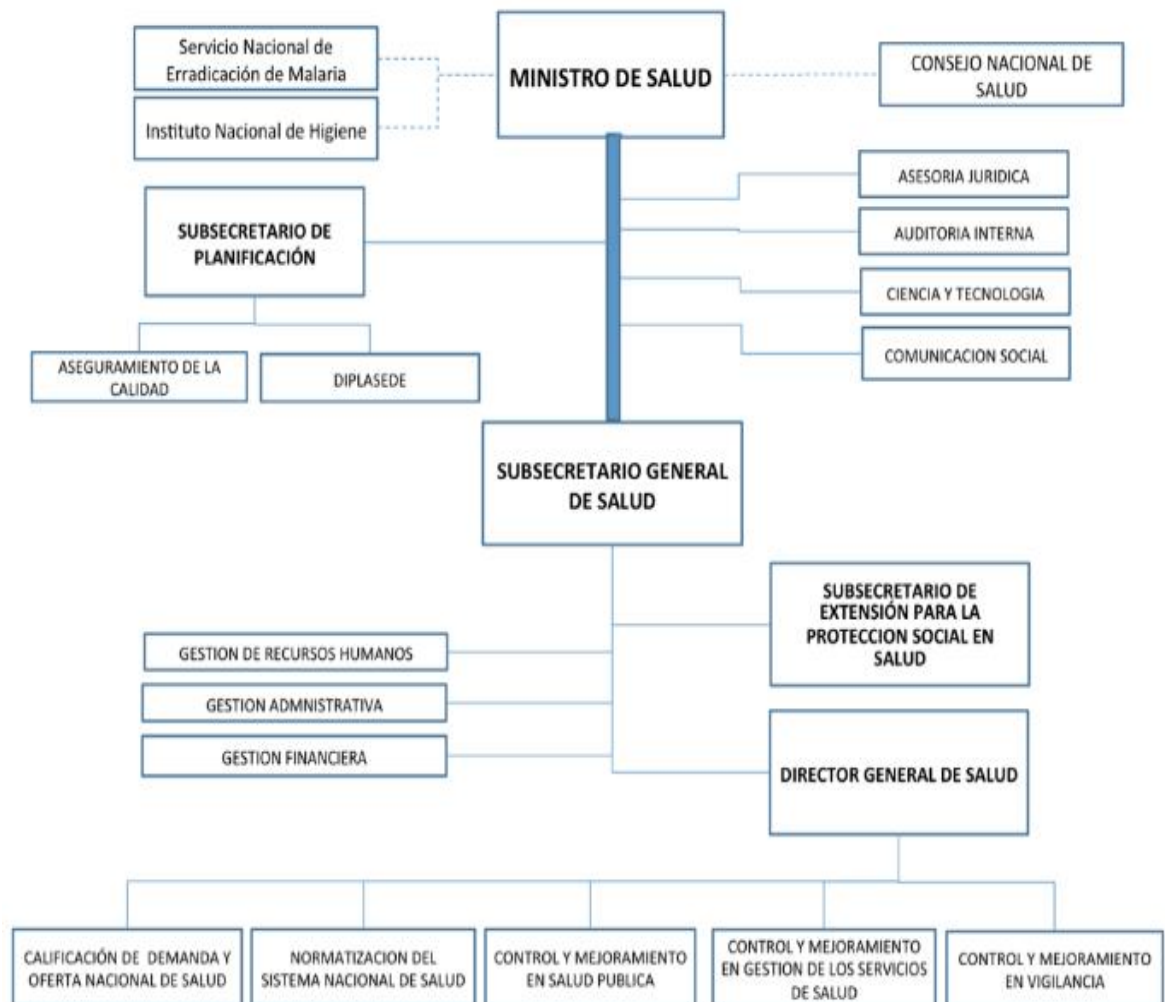 Servicio Nacional de
Erradicación de Malaria
MINISTRO DE SALUD
CONSEJO NACIONAL DE
SALUD
Instituto Nacional de Higiene
ASESORIA JURIDICA
SUBSECRETARIO DE
PLANIFICACIÓN
AUDITORIA INTERNA
CIENCIA Y TECNOLOGIA
COMUNICACION SOCIAL
ASEGURAMIENTO DE LA
CALIDAD
DIPLASEDE
SUBSECRETARIO GENERAL
DE SALUD
SUBSECRETARIO DE
EXTENSIÓN PARA LA
PROTECCION SOCIAL EN
SALUD
GESTION DE RECURSOS HUMANOS
GESTION ADMNISTRATIVA
GESTION FINANCIERA
DIRECTOR GENERAL DE SALUD
CALIFICACIÓN DE DEMANDA Y
OFERTA NACIONAL DE SALUD
NORMATIZACION DEL
SISTEMA NACIONAL DE SALUD
CONTROL Y MEJORAMIENTO
EN SALUD PUBLICA
CONTROL Y MEJORAMIENTO
EN GESTION DE LOS SERVICIOS
DE SALUD
CONTROL Y MEJORAMIENTO
EN VIGILANCIA